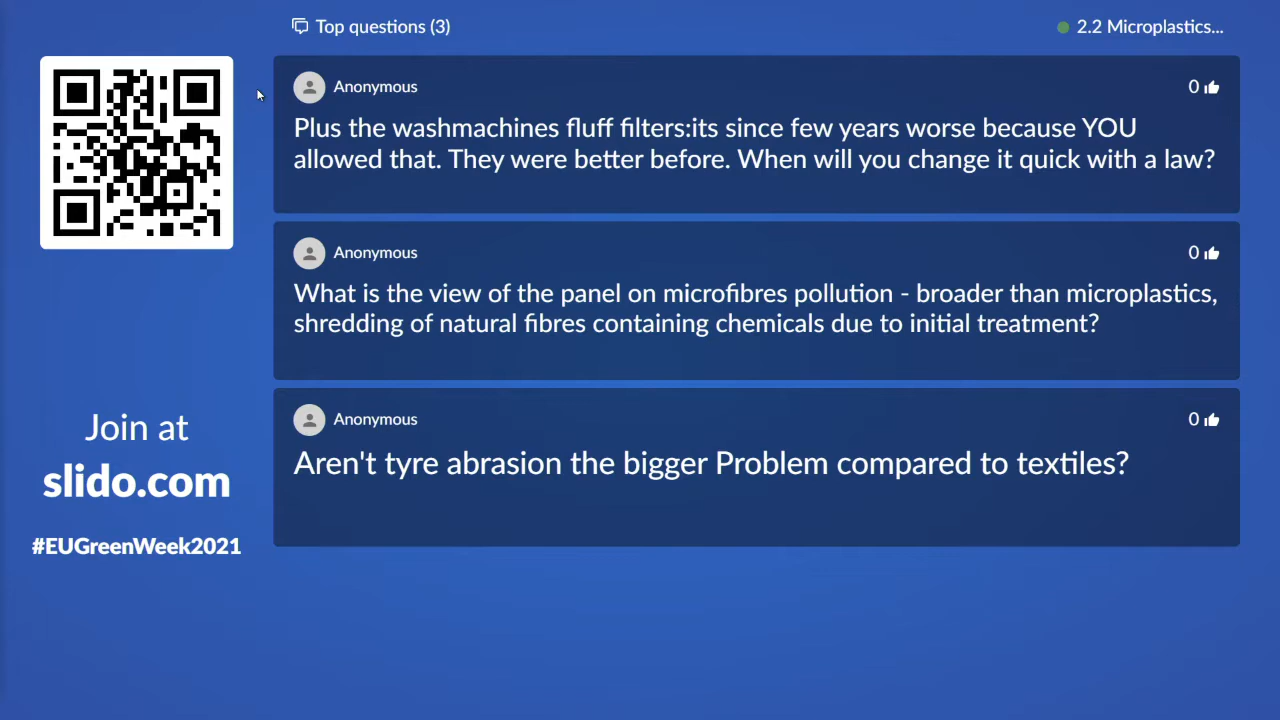 Top questions (3)
2.2 Microplastics...
Anonymous
0
Plus the washmachines fluff filters:its since few years worse because YOU
allowed that. They were better before. When will you change it quick with a law?
Anonymous
0
What is the view of the panel on microfibres pollution - broader than microplastics,
shredding of natural fibres containing chemicals due to initial treatment?
Anonymous
0
Aren't tyre abrasion the bigger Problem compared to textiles?
Join at
slido.com
#EUGreenWeek2021